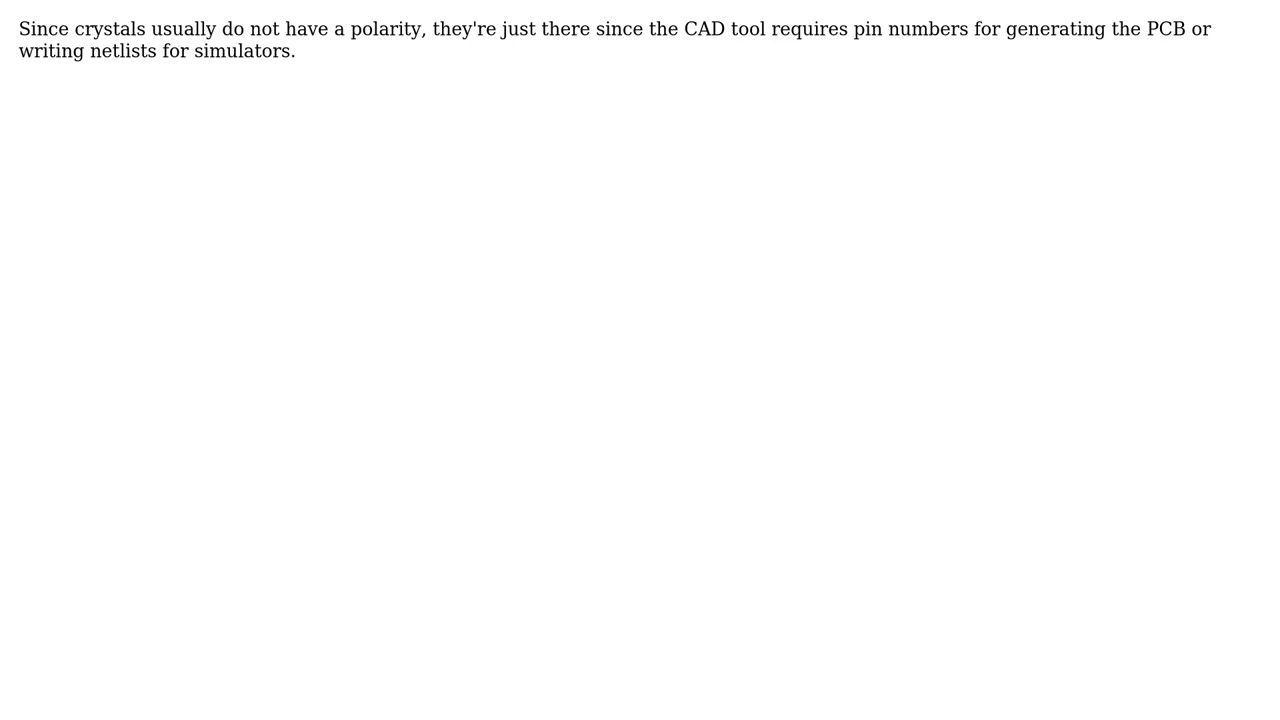 Since crystals usually do not have a polarity, they're just there since the CAD tool requires pin numbers for generating the PCB or
writing netlists for simulators.